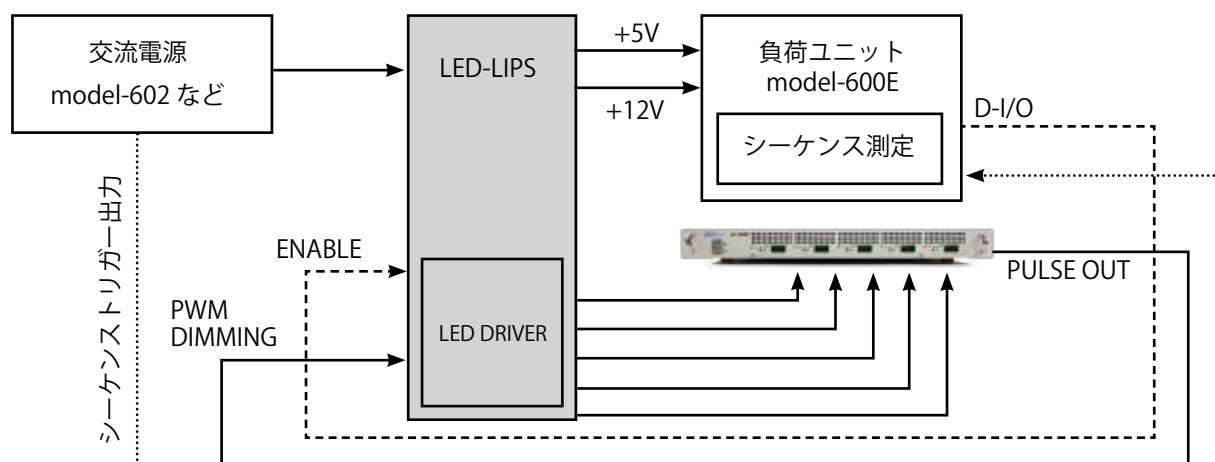 交流電源
model-602 など
LED-LIPS
+5V
+12V
負荷ユニット
model-600E
シーケンス測定
D-I/O
シーケンストリガー出力
ENABLE
PWM
DIMMING
LED DRIVER
PULSE OUT